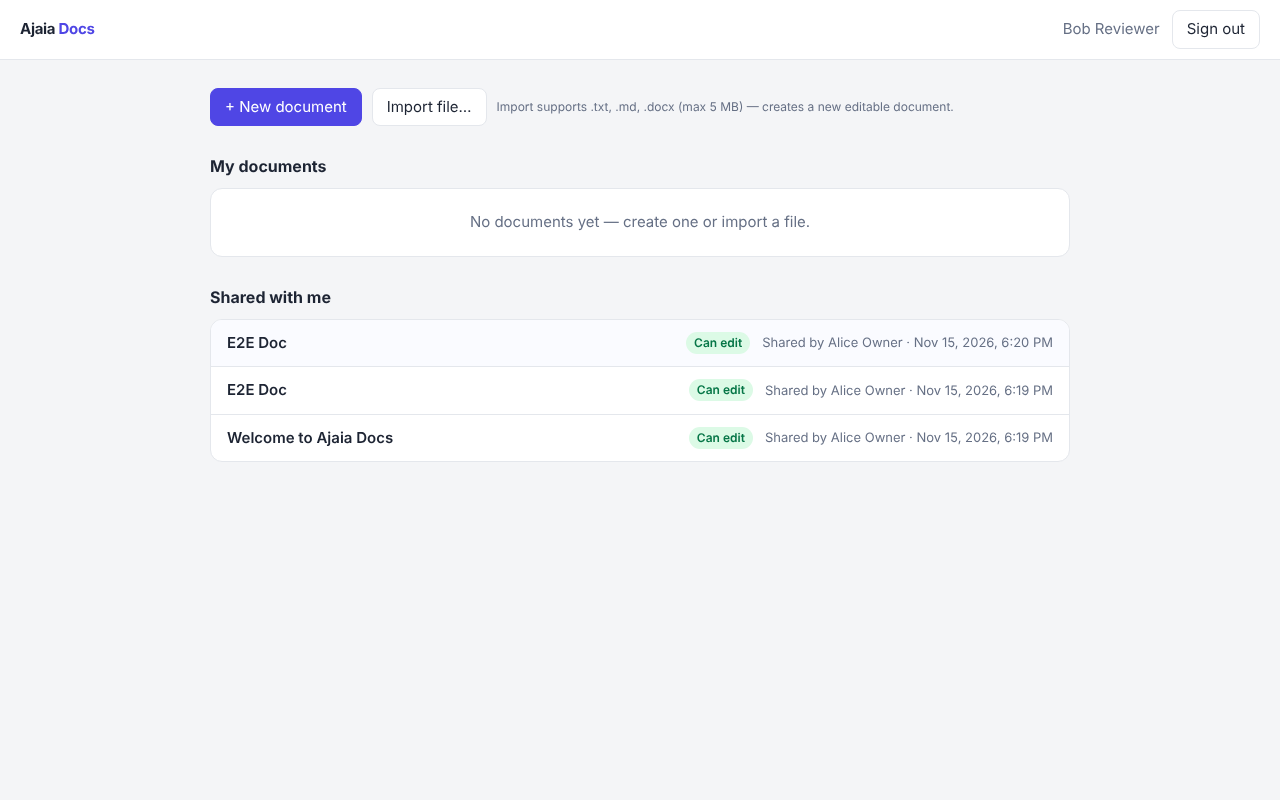 Ajaia Docs
Bob Reviewer
Sign out
+ New document
Import file...
Import supports .txt, .md, .docx (max 5 MB) — creates a new editable document.
My documents
No documents yet — create one or import a file.
Shared with me
E2E Doc Can edit Shared by Alice Owner · Nov 15, 2026, 6:20 PM
E2E Doc Can edit Shared by Alice Owner · Nov 15, 2026, 6:19 PM
Welcome to Ajaia Docs Can edit Shared by Alice Owner · Nov 15, 2026, 6:19 PM